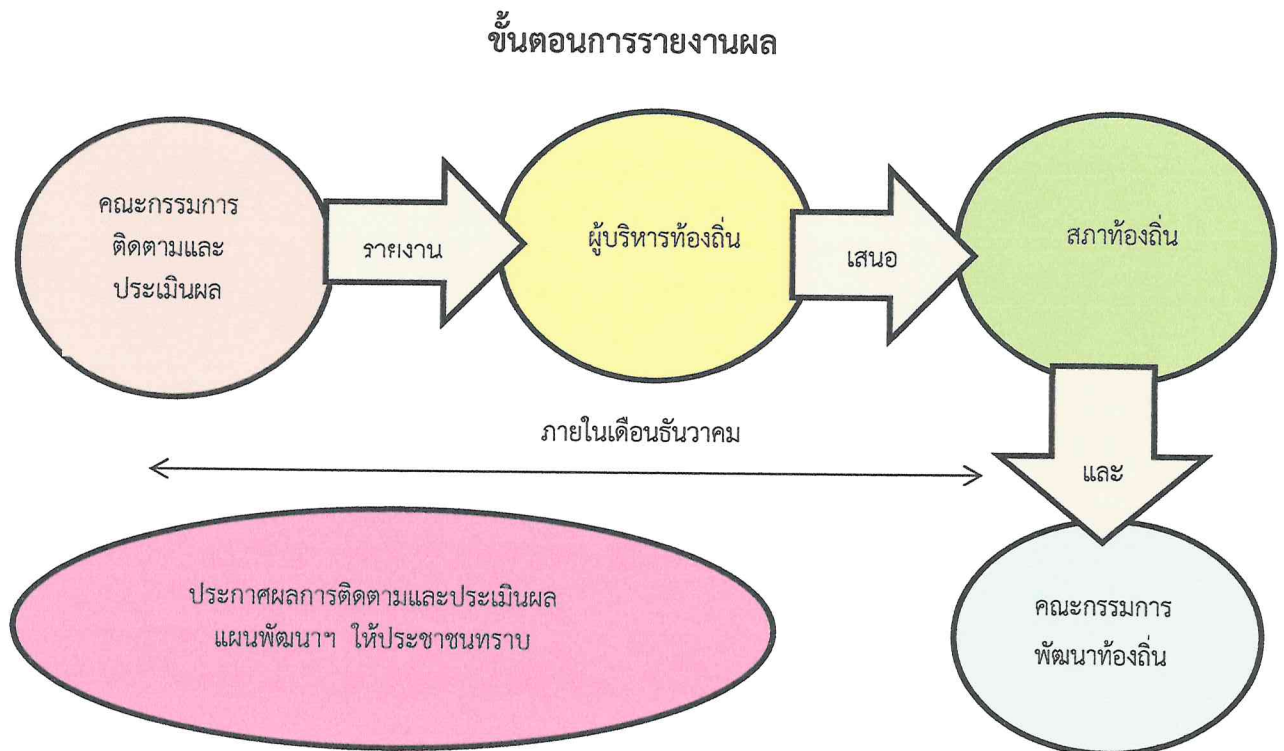 ขั้นตอนการรายงานผล
คณะกรรมการ
ติดตามและ
ประเมินผล
รายงาน
ผู้บริหารท้องถิ่น
เสนอ
สภาท้องถิ่น
ภายในเดือนธันวาคม
และ
ประกาศผลการติดตามและประเมินผล
แผนพัฒนาฯ ให้ประชาชนทราบ
คณะกรรมการ
พัฒนาท้องถิ่น